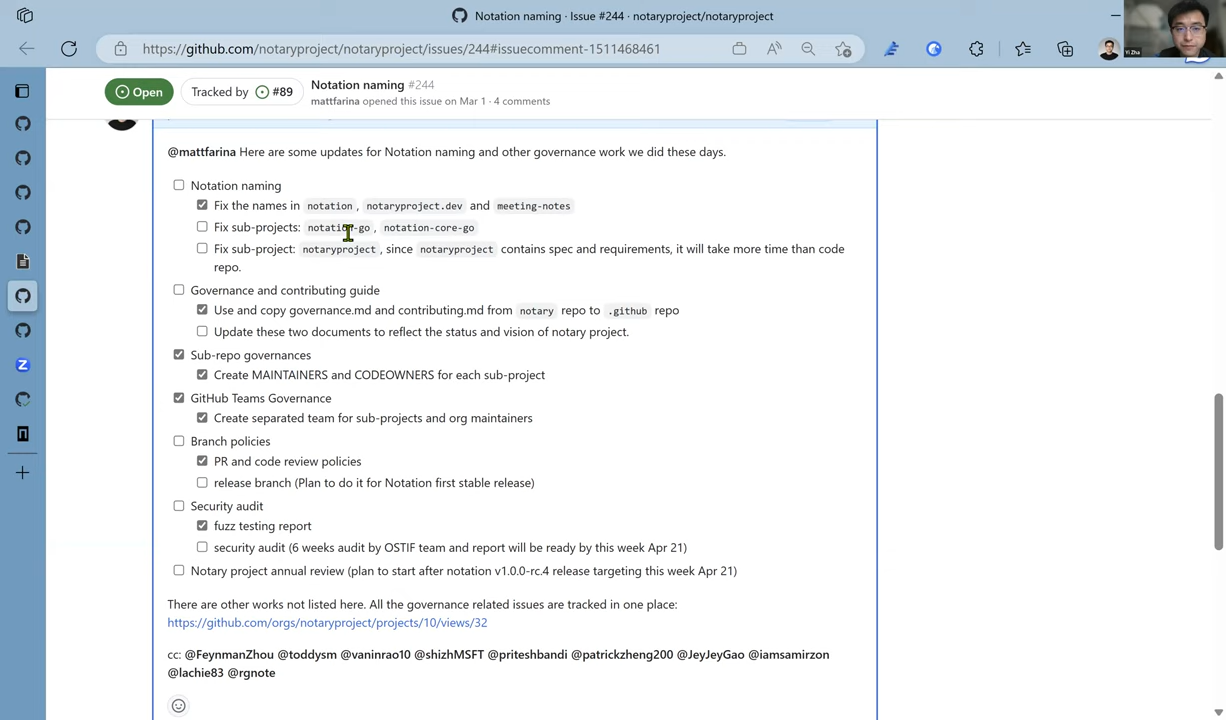 Notation naming · Issue #244 · notaryproject/notaryproject
https://github.com/notaryproject/notaryproject/issues/244#issuecomment-1511468461
Yi Zha
Open
Tracked by #89
Notation naming #244
mattfarina opened this issue on Mar 1 · 4 comments
@mattfarina Here are some updates for Notation naming and other governance work we did these days.
Notation naming
Fix the names in notation, notaryproject.dev and meeting-notes
Fix sub-projects: notation-go, notation-core-go
Fix sub-project: notaryproject, since notaryproject contains spec and requirements, it will take more time than code
repo.
Governance and contributing guide
Use and copy governance.md and contributing.md from notary repo to .github repo
Update these two documents to reflect the status and vision of notary project.
Sub-repo governances
Create MAINTAINERS and CODEOWNERS for each sub-project
GitHub Teams Governance
Create separated team for sub-projects and org maintainers
Branch policies
PR and code review policies
release branch (Plan to do it for Notation first stable release)
Security audit
fuzz testing report
security audit (6 weeks audit by OSTIF team and report will be ready by this week Apr 21)
Notary project annual review (plan to start after notation v1.0.0-rc.4 release targeting this week Apr 21)
There are other works not listed here. All the governance related issues are tracked in one place:
https://github.com/orgs/notaryproject/projects/10/views/32
cc: @FeynmanZhou @toddysm @vaninrao10 @shizhMSFT @priteshbandi @patrickzheng200 @JeyJeyGao @iamsamirzon
@lachie83 @rgnote